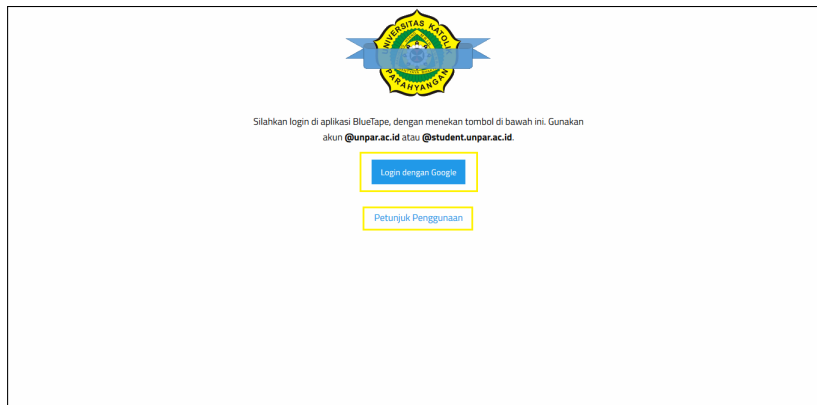 UNIVERSITAS KATOLIK
PARAHYANGAN
Silahkan login di aplikasi BlueTape, dengan menekan tombol di bawah ini. Gunakan
akun @unpar.ac.id atau @student.unpar.ac.id.
Login dengan Google
Petunjuk Penggunaan